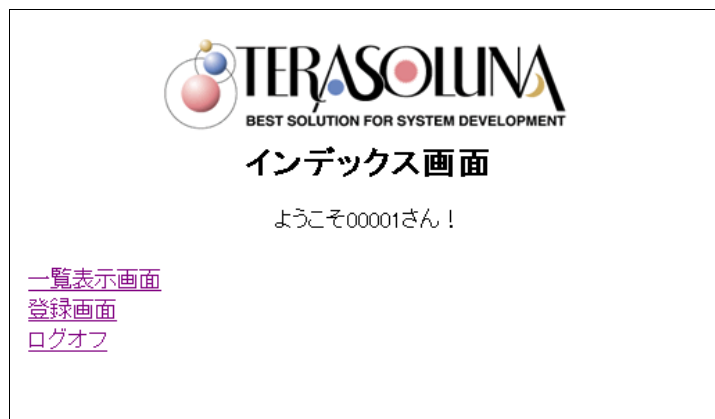 TERASOLUNA
BEST SOLUTION FOR SYSTEM DEVELOPMENT
インデックス画面
ようこそ00001さん！
一覧表示画面
登録画面
ログオフ